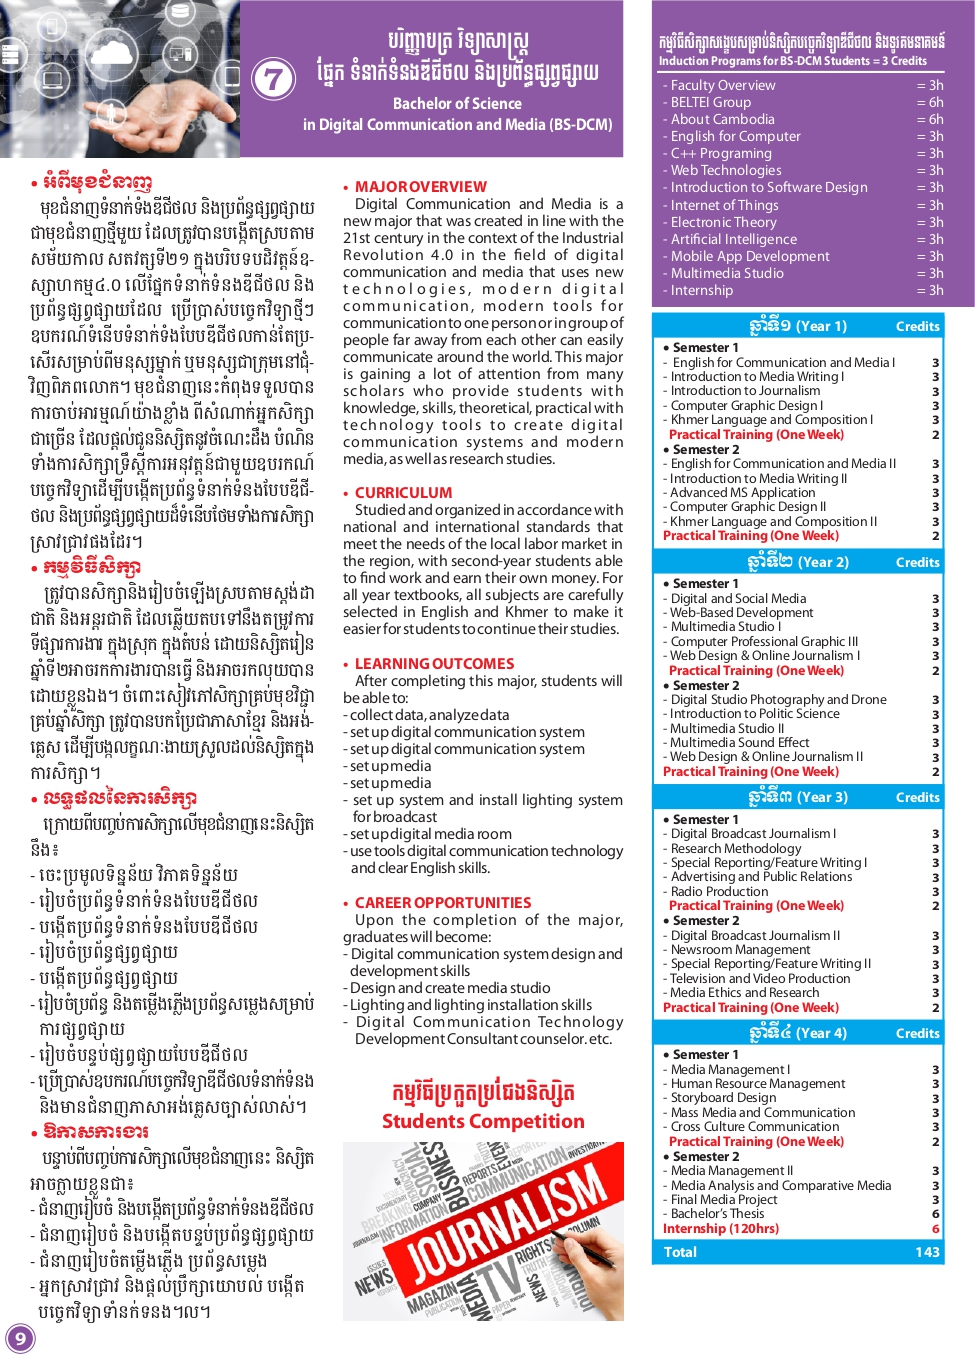 7
បរិញ្ញាបត្រ វិទ្យាសាស្ត្រ
ផ្នែក ទំនាក់ទំនងឌីជីថល និងប្រព័ន្ធផ្សព្វផ្សាយ
Bachelor of Science
in Digital Communication and Media (BS-DCM)
• អំពីមុខជំនាញ
មុខជំនាញទំនាក់ទំងឌីជីថល និងប្រព័ន្ធផ្សព្វផ្សាយ
ជាមុខជំនាញថ្មីមួយ ដែលត្រូវបានបង្កើតស្របតាម
សម័យកាល សតវត្សទី២១ ក្នុងបរិបទបដិវត្តន៍ឧ-
ស្សាហកម្ម៤.០ លើផ្នែកទំនាក់ទំនងឌីជីថល និង
ប្រព័ន្ធផ្សព្វផ្សាយដែល ប្រើប្រាស់បច្ចេកវិទ្យាថ្មីៗ
ឧបករណ៍ទំនើបទំនាក់ទំងបែបឌីជីថលកាន់តែប្រ-
សើរសម្រាប់ពីមនុស្សម្នាក់ ឬមនុស្សជាក្រុមនៅជុំ-
វិញពិភពលោក។ មុខជំនាញនេះកំពុងទទួលបាន
ការចាប់អារម្មណ៍យ៉ាងខ្លាំង ពីសំណាក់អ្នកសិក្សា
ជាច្រើន ដែលផ្តល់ជូននិស្សិតនូវចំណេះដឹង បំណិន
ទាំងការសិក្សាទ្រឹស្តីការអនុវត្តន៍ជាមួយឧបរកណ៍
បច្ចេកវិទ្យាដើម្បីបង្កើតប្រព័ន្ធទំនាក់ទំនងបែបឌីជី-
ថល និងប្រព័ន្ធផ្សព្វផ្សាយដ៏ទំនើបថែមទាំងការសិក្សា
ស្រាវជ្រាវផងដែរ។
• កម្មវិធីសិក្សា
ត្រូវបានសិក្សានិងរៀបចំឡើងស្របតាមស្តង់ដា
ជាតិ និងអន្តរជាតិ ដែលឆ្លើយតបទៅនឹងតម្រូវការ
ទីផ្សារការងារ ក្នុងស្រុក ក្នុងតំបន់ ដោយនិស្សិតរៀន
ឆ្នាំទី២អាចរកការងារបានធ្វើ និងអាចរកលុយបាន
ដោយខ្លួនឯង។ ចំពោះសៀវភៅសិក្សាគ្រប់មុខវិជ្ជា
គ្រប់ឆ្នាំសិក្សា ត្រូវបានបកប្រែជាភាសាខ្មែរ និងអង់-
គ្លេស ដើម្បីបង្កលក្ខណៈងាយស្រួលដល់និស្សិតក្នុង
ការសិក្សា។
• លទ្ធផលនៃការសិក្សា
ក្រោយពីបញ្ចប់ការសិក្សាលើមុខជំនាញនេះនិស្សិត
នឹង៖
- ចេះប្រមូលទិន្នន័យ វិភាគទិន្នន័យ
- រៀបចំប្រព័ន្ធទំនាក់ទំនងបែបឌីជីថល
- បង្កើតប្រព័ន្ធទំនាក់ទំនងបែបឌីជីថល
- រៀបចំប្រព័ន្ធផ្សព្វផ្សាយ
- បង្កើតប្រព័ន្ធផ្សព្វផ្សាយ
- រៀបចំប្រព័ន្ធ និងតម្លើងភ្លើងប្រព័ន្ធសម្លេងសម្រាប់
ការផ្សព្វផ្សាយ
- រៀបចំបន្ទប់ផ្សព្វផ្សាយបែបឌីជីថល
- ប្រើប្រាស់ឧបករណ៍បច្ចេកវិទ្យាឌីជីថលទំនាក់ទំនង
និងមានជំនាញភាសាអង់គ្លេសច្បាស់លាស់។
• ឱកាសការងារ
បន្ទាប់ពីបញ្ចប់ការសិក្សាលើមុខជំនាញនេះ និស្សិត
អាចក្លាយខ្លួនជា៖
- ជំនាញរៀបចំ និងបង្កើតប្រព័ន្ធទំនាក់ទំនងឌីជីថល
- ជំនាញរៀបចំ និងបង្កើតបន្ទប់ប្រព័ន្ធផ្សព្វផ្សាយ
- ជំនាញរៀបចំតម្លើងភ្លើង ប្រព័ន្ធសម្លេង
- អ្នកស្រាវជ្រាវ និងផ្តល់ប្រឹក្សាយោបល់ បង្កើត
បច្ចេកវិទ្យាទាំនក់ទនង។ល។
9
• MAJOR OVERVIEW
Digital Communication and Media is a
new major that was created in line with the
21st century in the context of the Industrial
Revolution 4.0 in the field of digital
communication and media that uses new
technologies, modern digital
communication, modern tools for
communication to one person or in group of
people far away from each other can easily
communicate around the world. This major
is gaining a lot of attention from many
scholars who provide students with
knowledge, skills, theoretical, practical with
technology tools to create digital
communication systems and modern
media, as well as research studies.
• CURRICULUM
Studied and organized in accordance with
national and international standards that
meet the needs of the local labor market in
the region, with second-year students able
to find work and earn their own money. For
all year textbooks, all subjects are carefully
selected in English and Khmer to make it
easier for students to continue their studies.
• LEARNING OUTCOMES
After completing this major, students will
be able to:
- collect data, analyze data
- set up digital communication system
- set up digital communication system
- set up media
- set up media
- set up system and install lighting system
for broadcast
- set up digital media room
- use tools digital communication technology
and clear English skills.
• CAREER OPPORTUNITIES
Upon the completion of the major,
graduates will become:
- Digital communication system design and
development skills
- Design and create media studio
- Lighting and lighting installation skills
- Digital Communication Technology
Development Consultant counselor. etc.
កម្មវិធីប្រកួតប្រជែងនិស្សិត
Students Competition
JOURNALISM
NEWS
MAGAZIN
MEDIA
TV
RIGHTS
NEWS
COLUMN
INFORMATION
BREAKING
BUSINESS
SOCIAL
COMPANY
REPORTS
COMMUNICATION
PUBLICATION
កម្មវិធីសិក្សាសង្ខេបសម្រាប់និស្សិតបច្ចេកវិទ្យាឌីជីថល និងទូរគមនាគមន៍
Induction Programs for BS-DCM Students = 3 Credits
- Faculty Overview = 3h
- BELTEI Group = 6h
- About Cambodia = 6h
- English for Computer = 3h
- C++ Programing = 3h
- Web Technologies = 3h
- Introduction to Software Design = 3h
- Internet of Things = 3h
- Electronic Theory = 3h
- Artificial Intelligence = 3h
- Mobile App Development = 3h
- Multimedia Studio = 3h
- Internship = 3h
ឆ្នាំទី១ (Year 1) Credits
• Semester 1
- English for Communication and Media I 3
- Introduction to Media Writing I 3
- Introduction to Journalism 3
- Computer Graphic Design I 3
- Khmer Language and Composition I 3
Practical Training (One Week) 2
• Semester 2
- English for Communication and Media II 3
- Introduction to Media Writing II 3
- Advanced MS Application 3
- Computer Graphic Design II 3
- Khmer Language and Composition II 3
Practical Training (One Week) 2
ឆ្នាំទី២ (Year 2) Credits
• Semester 1
- Digital and Social Media 3
- Web-Based Development 3
- Multimedia Studio I 3
- Computer Professional Graphic III 3
- Web Design & Online Journalism I 3
Practical Training (One Week) 2
• Semester 2
- Digital Studio Photography and Drone 3
- Introduction to Politic Science 3
- Multimedia Studio II 3
- Multimedia Sound Effect 3
- Web Design & Online Journalism II 3
Practical Training (One Week) 2
ឆ្នាំទី៣ (Year 3) Credits
• Semester 1
- Digital Broadcast Journalism I 3
- Research Methodology 3
- Special Reporting/Feature Writing I 3
- Advertising and Public Relations 3
- Radio Production 3
Practical Training (One Week) 2
• Semester 2
- Digital Broadcast Journalism II 3
- Newsroom Management 3
- Special Reporting/Feature Writing II 3
- Television and Video Production 3
- Media Ethics and Research 3
Practical Training (One Week) 2
ឆ្នាំទី៤ (Year 4) Credits
• Semester 1
- Media Management I 3
- Human Resource Management 3
- Storyboard Design 3
- Mass Media and Communication 3
- Cross Culture Communication 3
Practical Training (One Week) 2
• Semester 2
- Media Management II 3
- Media Analysis and Comparative Media 3
- Final Media Project 3
- Bachelor's Thesis 6
Internship (120hrs) 6
Total 143